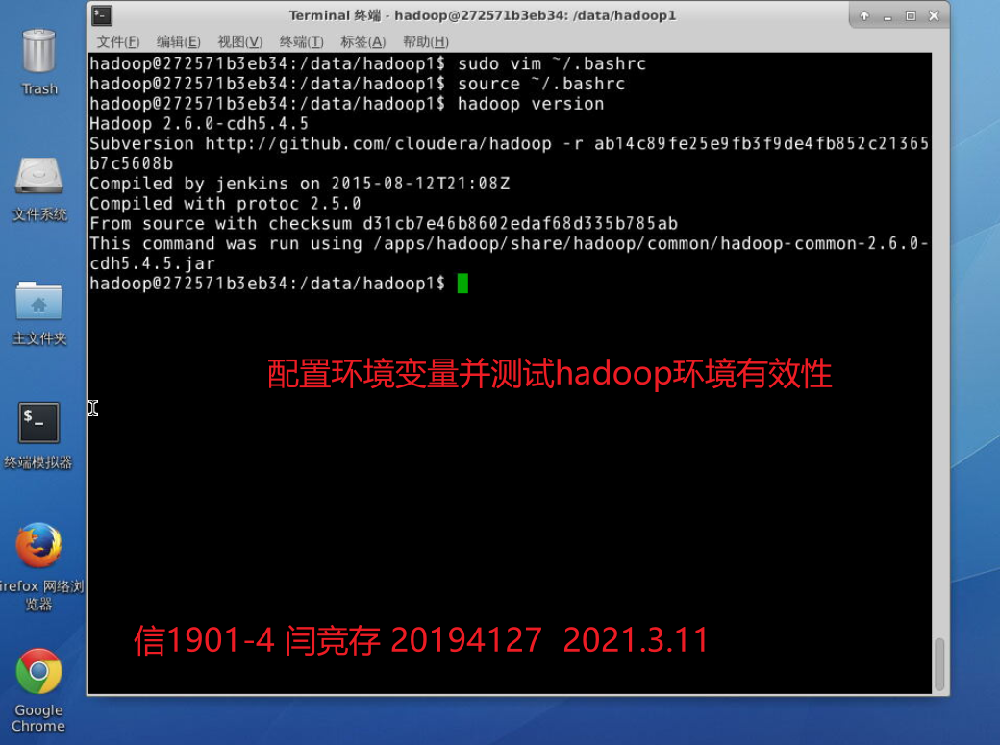 Terminal 终端 - hadoop@272571b3eb34: /data/hadoop1
文件(F) 编辑(E) 视图(V) 终端(T) 标签(A) 帮助(H)
hadoop@272571b3eb34:/data/hadoop1$ sudo vim ~/.bashrc
hadoop@272571b3eb34:/data/hadoop1$ source ~/.bashrc
hadoop@272571b3eb34:/data/hadoop1$ hadoop version
Hadoop 2.6.0-cdh5.4.5
Subversion http://github.com/cloudera/hadoop -r ab14c89fe25e9fb3f9de4fb852c21365
b7c5608b
Compiled by jenkins on 2015-08-12T21:08Z
Compiled with protoc 2.5.0
From source with checksum d31cb7e46b8602edaf68d335b785ab
This command was run using /apps/hadoop/share/hadoop/common/hadoop-common-2.6.0-
cdh5.4.5.jar
hadoop@272571b3eb34:/data/hadoop1$
配置环境变量并测试hadoop环境有效性
信1901-4 闫竞存 20194127 2021.3.11
Trash
文件系统
主文件夹
$_
终端模拟器
irefox 网络浏
览器
Google
Chrome